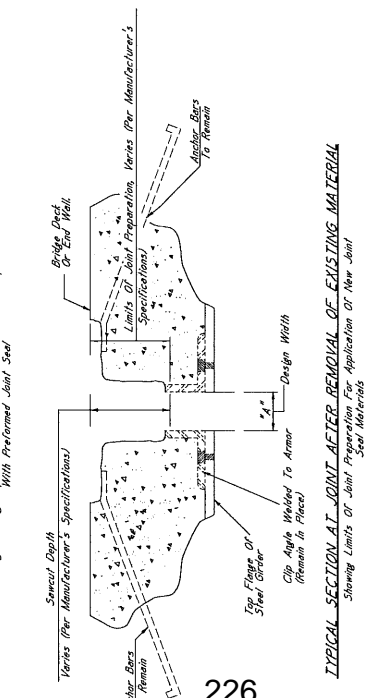 With Preformed Joint Seal
Sawcut Depth
Varies (Per Manufacturer's Specifications)
Bridge Deck
Or End Wall.
Limits Of Joint Preparation, Varies (Per Manufacturer's
Specifications)
Anchor Bars
To Remain
Bars
Remain
"A"
Design Width
Top Flange Of
Steel Girder
Clip Angle Welded To Armor
(Remain In Place)
TYPICAL SECTION AT JOINT AFTER REMOVAL OF EXISTING MATERIAL
Showing Limits Of Joint Preparation For Application Of New Joint
Seal Materials
226